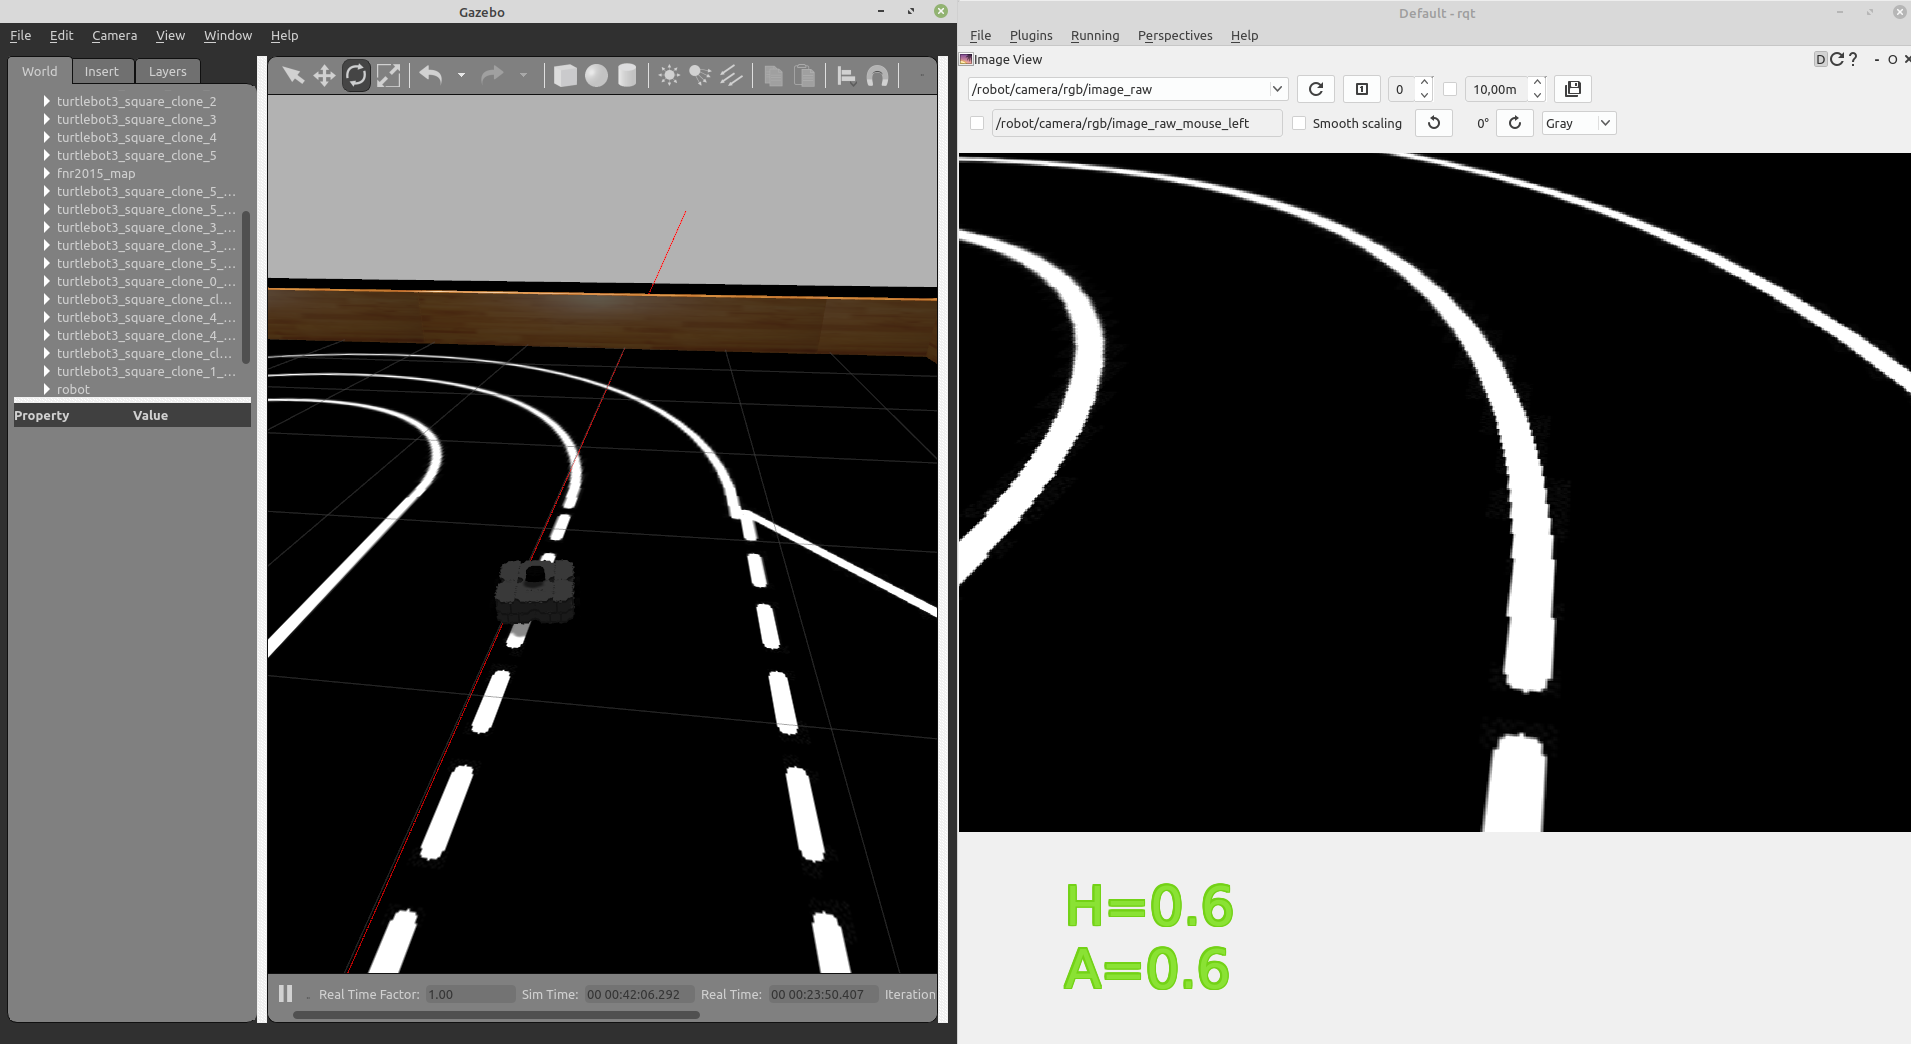 Gazebo
File Edit Camera View Window Help
World Insert Layers
turtlebot3_square_clone_2
turtlebot3_square_clone_3
turtlebot3_square_clone_4
turtlebot3_square_clone_5
fnr2015_map
turtlebot3_square_clone_5_...
turtlebot3_square_clone_5_...
turtlebot3_square_clone_3_...
turtlebot3_square_clone_3_...
turtlebot3_square_clone_5_...
turtlebot3_square_clone_0_...
turtlebot3_square_clone_cl...
turtlebot3_square_clone_4_...
turtlebot3_square_clone_4_...
turtlebot3_square_clone_cl...
turtlebot3_square_clone_1_...
robot
Property Value
Real Time Factor: 1.00 Sim Time: 00 00:42:06.292 Real Time: 00 00:23:50.407 Iteration
Default - rqt
File Plugins Running Perspectives Help
Image View
D ? - O
/robot/camera/rgb/image_raw 1 0 10,00m
/robot/camera/rgb/image_raw_mouse_left Smooth scaling 0° Gray
H=0.6
A=0.6